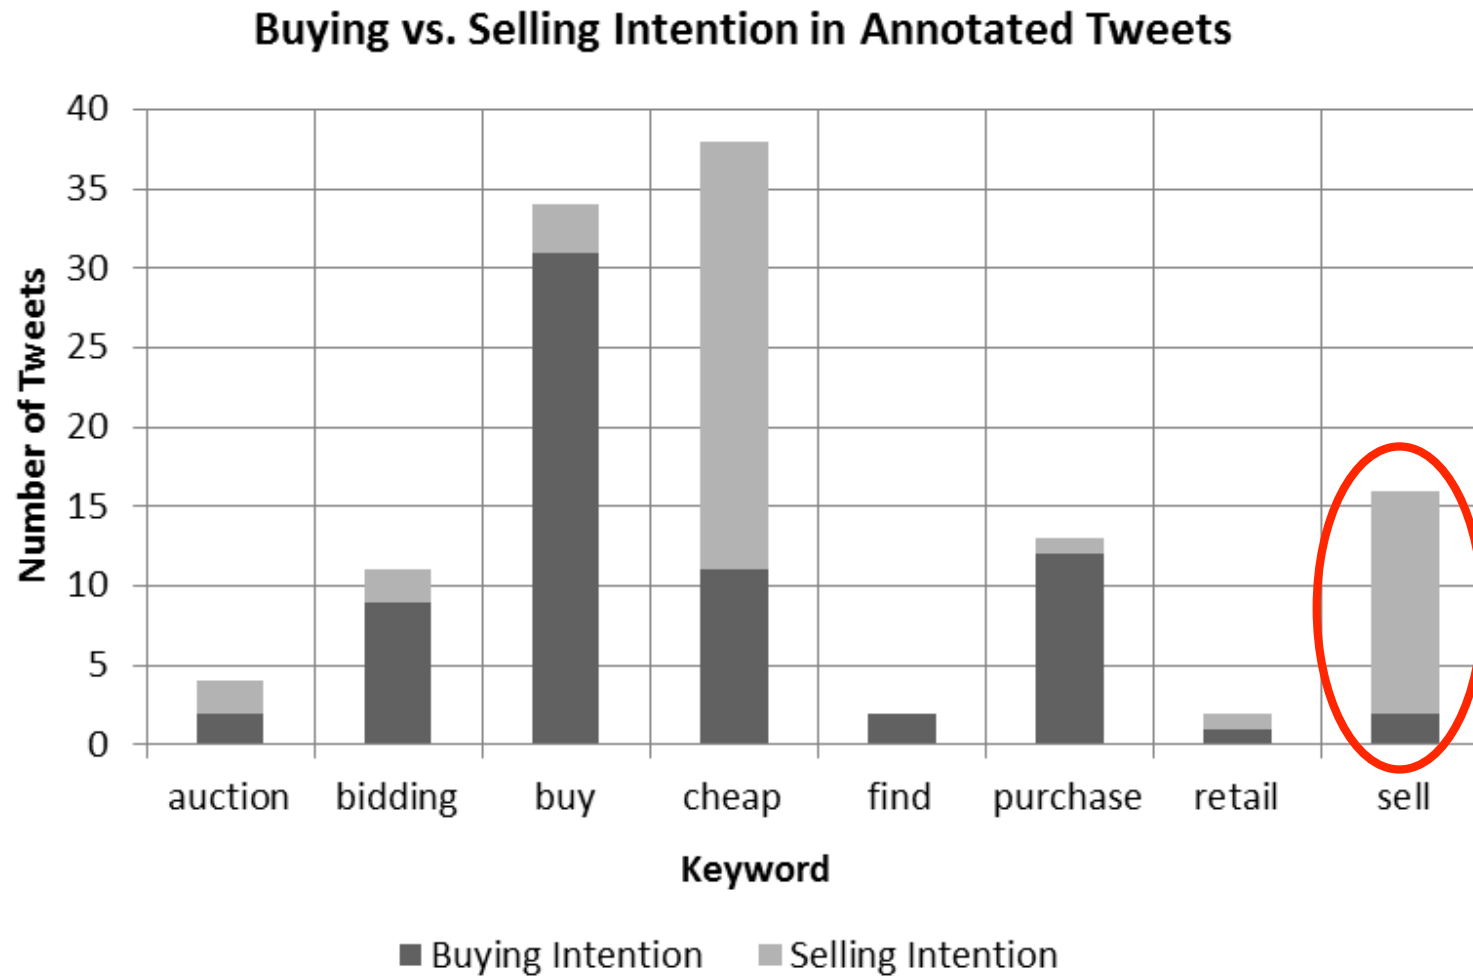 Buying vs. Selling Intention in Annotated Tweets
40
35
30
25
20
15
10
5
0
Number of Tweets
auction bidding buy cheap find purchase retail sell
Keyword
Buying Intention Selling Intention